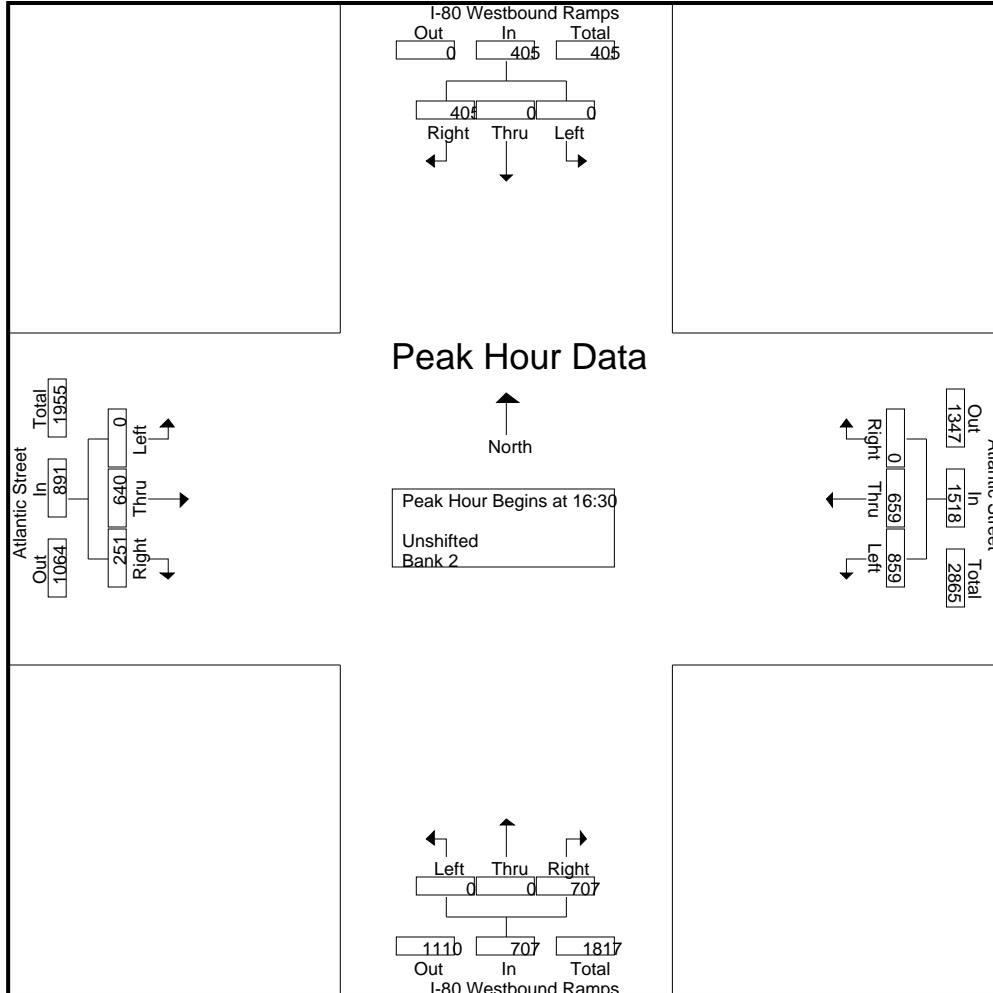 I-80 Westbound Ramps
Out In Total
0 405 405
405 0 0
Right Thru Left
Peak Hour Data
North
Peak Hour Begins at 16:30
Unshifted
Bank 2
Atlantic Street
Total In Out
1955 891 1064
0 640 251
Left Thru Right
Right Thru Left
0 659 859
1347 1518 2865
Out In Total
Atlantic Street
Left Thru Right
0 0 707
1110 707 1817
Out In Total
I-80 Westbound Ramps